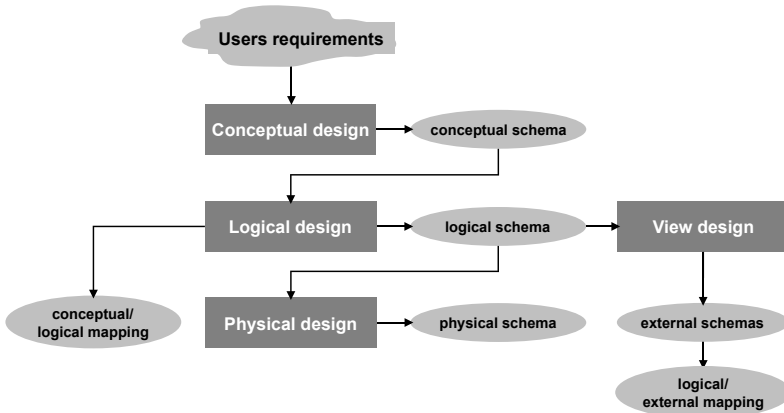 Users requirements
Conceptual design
conceptual schema
Logical design
logical schema
View design
conceptual/
logical mapping
Physical design
physical schema
external schemas
logical/
external mapping